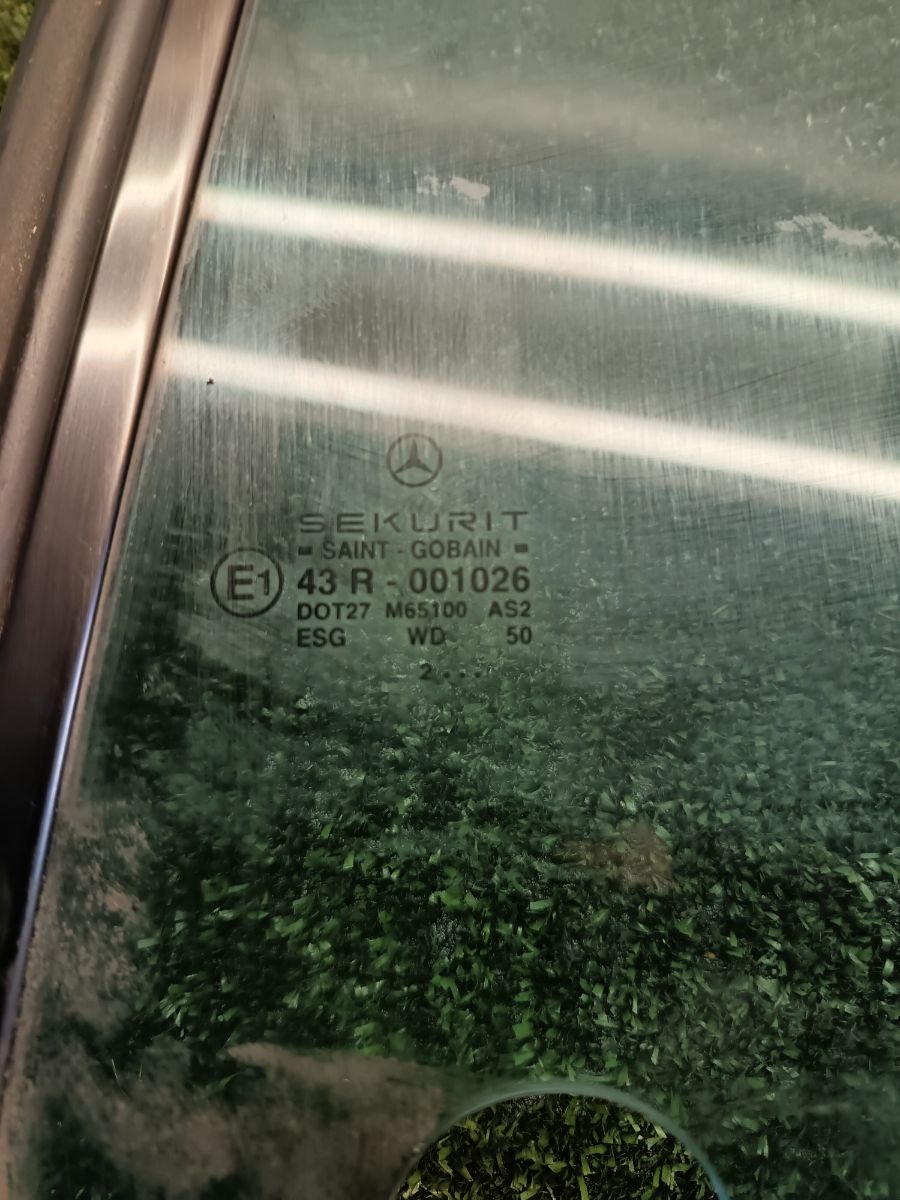 SEKURIT
SAINT - GOBAIN
E1 43 R - 001026
DOT27 M65100 AS2
ESG WD 50
2...